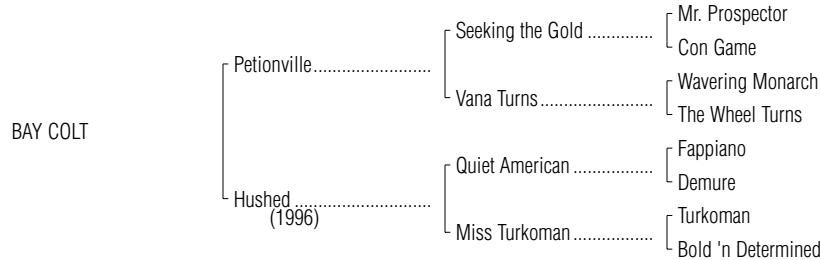 Mr. Prospector
Seeking the Gold ..............
Con Game
Petionville........................
Wavering Monarch
Vana Turns.......................
The Wheel Turns
BAY COLT
Fappiano
Quiet American ................
Demure
Hushed ............................
(1996)
Turkoman
Miss Turkoman ................
Bold 'n Determined